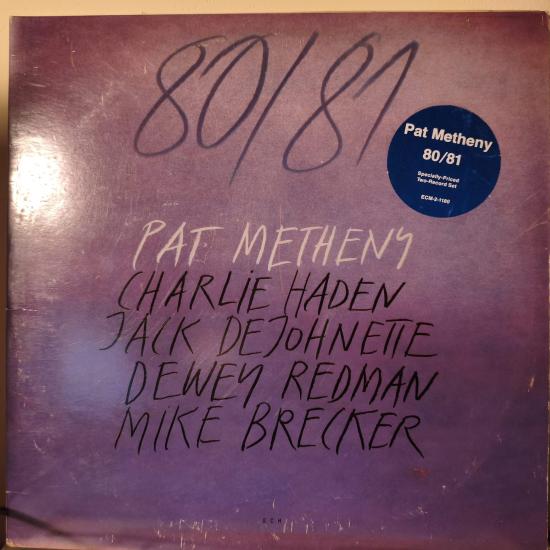 80/81
Pat Metheny
80/81
Specially-Priced
Two-Record Set
ECM-2-1180
PAT METHENY
CHARLIE HADEN
JACK DEJOHNETTE
DEWEY REDMAN
MIKE BRECKER
ECM